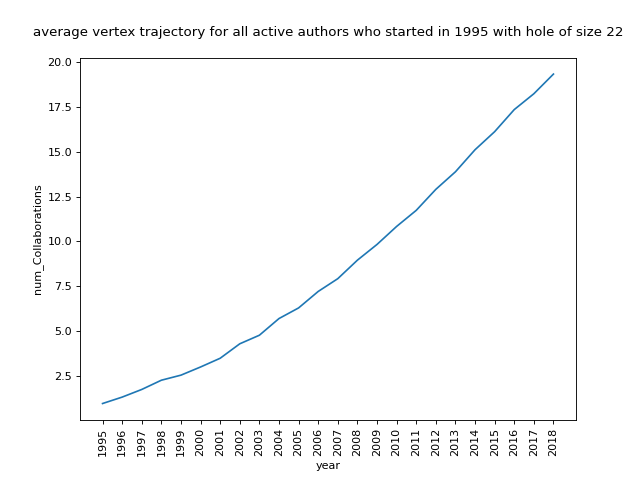 average vertex trajectory for all active authors who started in 1995 with hole of size 22
20.0
17.5
15.0
12.5
10.0
7.5
5.0
2.5
num_Collaborations
1995 1996 1997 1998 1999 2000 2001 2002 2003 2004 2005 2006 2007 2008 2009 2010 2011 2012 2013 2014 2015 2016 2017 2018
year